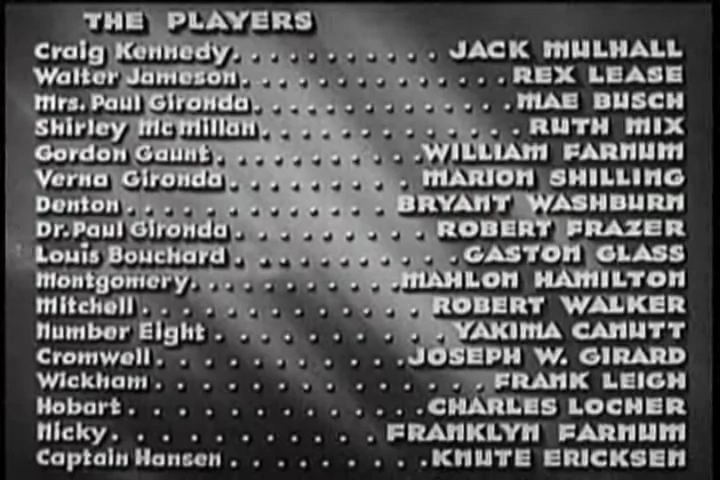 THE PLAYERS
Craig Kennedy. . . . . . . . . . . JACK MULHALL
Walter Jameson. . . . . . . . . . . . . . REX LEASE
Mrs. Paul Gironda. . . . . . . . . . . . . . MAE BUSCH
Shirley McMillan. . . . . . . . . . . . . . RUTH MIX
Gordon Gaunt. . . . . . . . . . . WILLIAM FARNUM
Verna Gironda. . . . . . . . . . MARION SHILLING
Denton. . . . . . . . . . . . . BRYANT WASHBURN
Dr. Paul Gironda. . . . . . . . . . ROBERT FRAZER
Louis Bouchard. . . . . . . . . . . GASTON GLASS
Montgomery. . . . . . . . . . . MAHLON HAMILTON
Mitchell. . . . . . . . . . . . . . ROBERT WALKER
Number Eight. . . . . . . . . . . . YAKIMA CANUTT
Cromwell. . . . . . . . . . . . JOSEPH W. GIRARD
Wickham. . . . . . . . . . . . . . . . FRANK LEIGH
Hobart. . . . . . . . . . . . . . CHARLES LOCHER
Nicky. . . . . . . . . . . . . FRANKLYN FARNUM
Captain Hansen. . . . . . . . . . KNUTE ERICKSEN